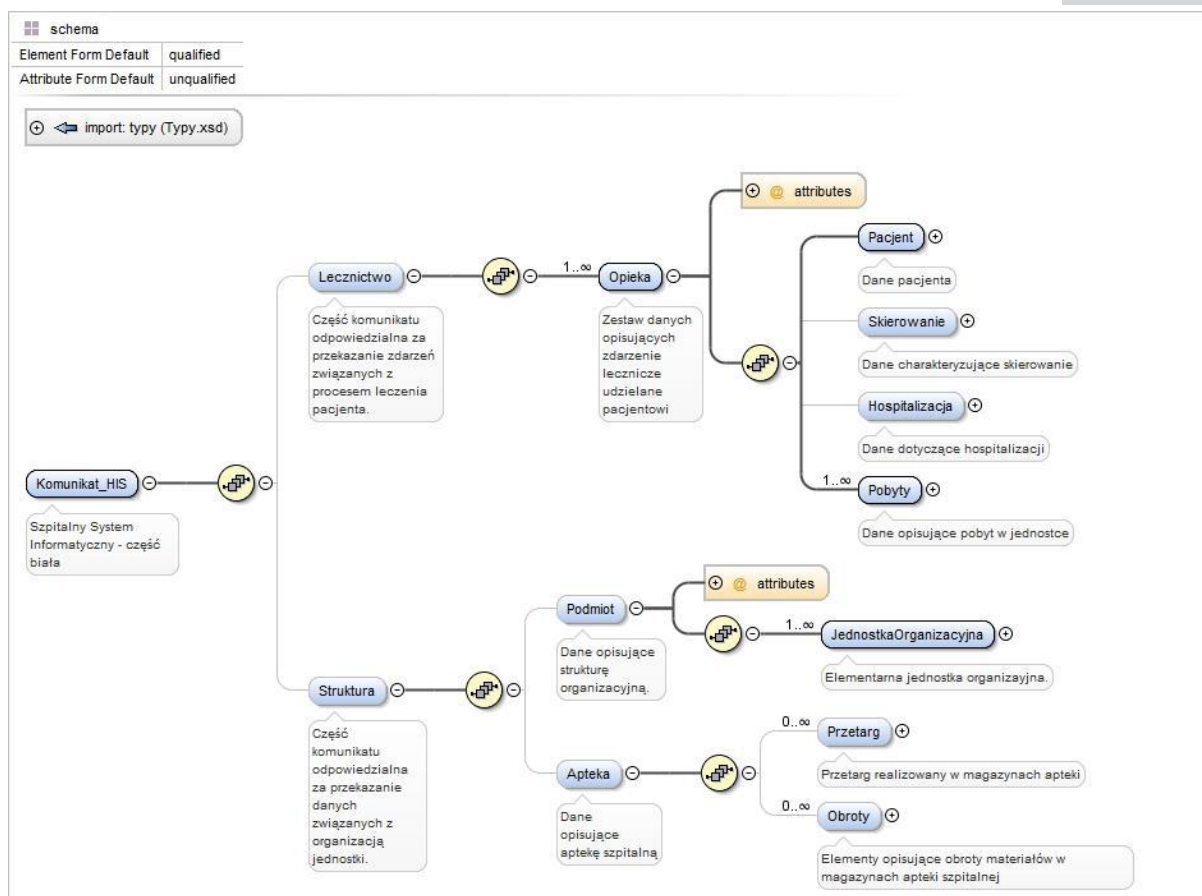 schema
Element Form Default qualified
Attribute Form Default unqualified
import: typy (Typy.xsd)
@ attributes
Pacjent
Dane pacjenta
Lecznictwo
1..∞
Opieka
Część komunikatu
odpowiedzialna za
przekazanie zdarzeń
związanych z
procesem leczenia
pacjenta.
Zestaw danych
opisujących
zdarzenie
lecznicze
udzielane
pacjentowi
Skierowanie
Dane charakteryzujące skierowanie
Hospitalizacja
Dane dotyczące hospitalizacji
1..∞
Pobyty
Dane opisujące pobyt w jednostce
Komunikat_HIS
Szpitalny System
Informatyczny - część
biała
@ attributes
Podmiot
Dane opisujące
strukturę
organizacyjną.
1..∞
JednostkaOrganizacyjna
Elementarna jednostka organizayjna.
Struktura
Część
komunikatu
odpowiedzialna
za przekazanie
danych
związanych z
organizacją
jednostki.
0..∞
Przetarg
Przetarg realizowany w magazynach apteki
Apteka
Dane
opisujące
aptekę szpitalną
0..∞
Obroty
Elementy opisujące obroty materiałów w
magazynach apteki szpitalnej